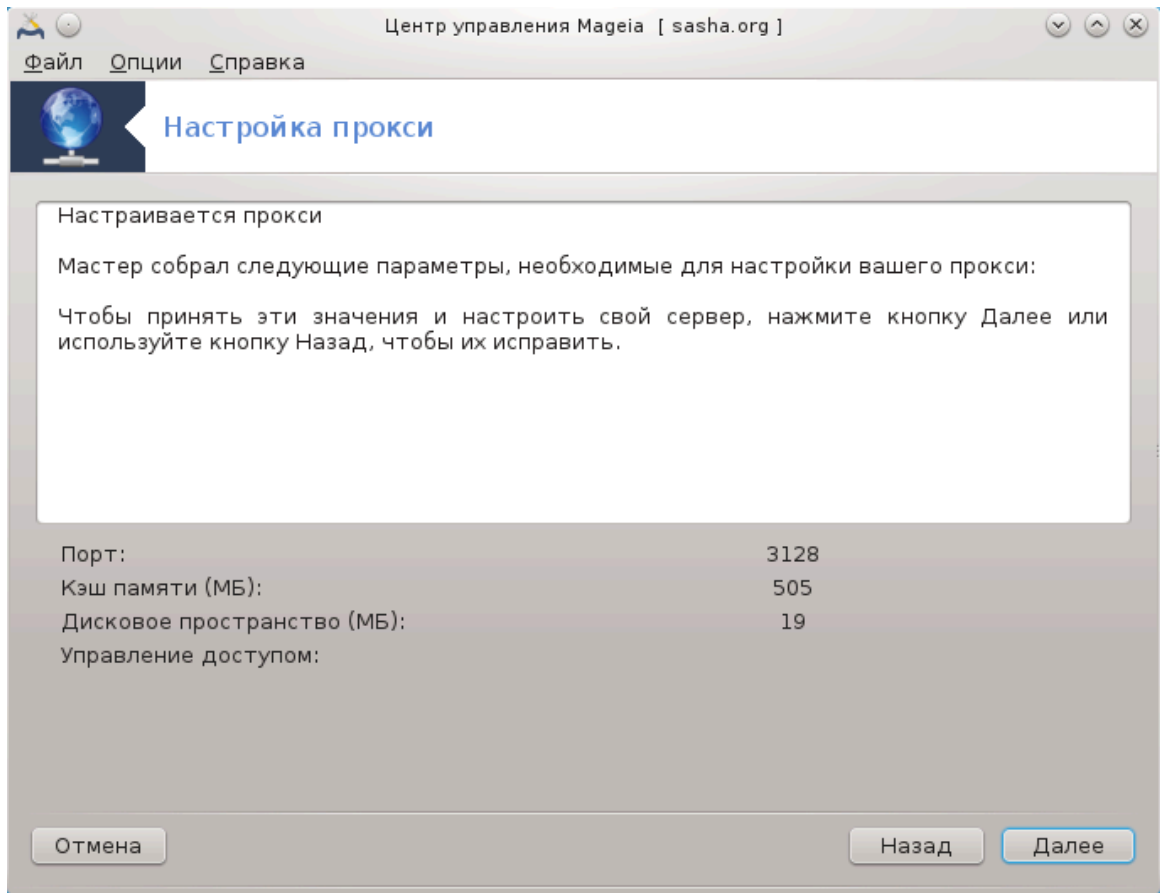 Центр управления Mageia [ sasha.org ]
Файл Опции Справка
Настройка прокси
Настраивается прокси
Мастер собрал следующие параметры, необходимые для настройки вашего прокси:
Чтобы принять эти значения и настроить свой сервер, нажмите кнопку Далее или
используйте кнопку Назад, чтобы их исправить.
Порт: 3128
Кэш памяти (МБ): 505
Дисковое пространство (МБ): 19
Управление доступом:
Отмена Назад Далее